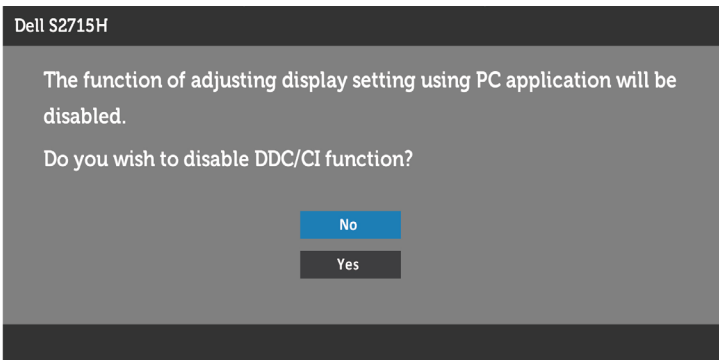 Dell S2715H
The function of adjusting display setting using PC application will be
disabled.
Do you wish to disable DDC/CI function?
No
Yes